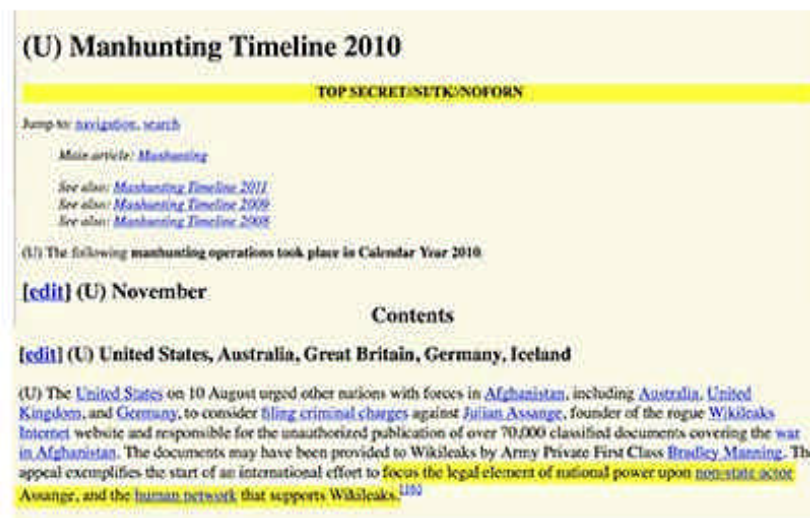 (U) Manhunting Timeline 2010
TOP SECRET//SI/TK//NOFORN
Jump to: navigation, search
Main article: Manhunting
See also: Manhunting Timeline 2011
See also: Manhunting Timeline 2009
See also: Manhunting Timeline 2008
(U) The following manhunting operations took place in Calendar Year 2010
[edit] (U) November
Contents
[edit] (U) United States, Australia, Great Britain, Germany, Iceland
(U) The United States on 10 August urged other nations with forces in Afghanistan, including Australia, United
Kingdom, and Germany, to consider filing criminal charges against Julian Assange, founder of the rogue Wikileaks
Internet website and responsible for the unauthorized publication of over 70,000 classified documents covering the war
in Afghanistan. The documents may have been provided to Wikileaks by Army Private First Class Bradley Manning. The
appeal exemplifies the start of an international effort to focus the legal element of national power upon non-state actor
Assange, and the human network that supports Wikileaks.[16]